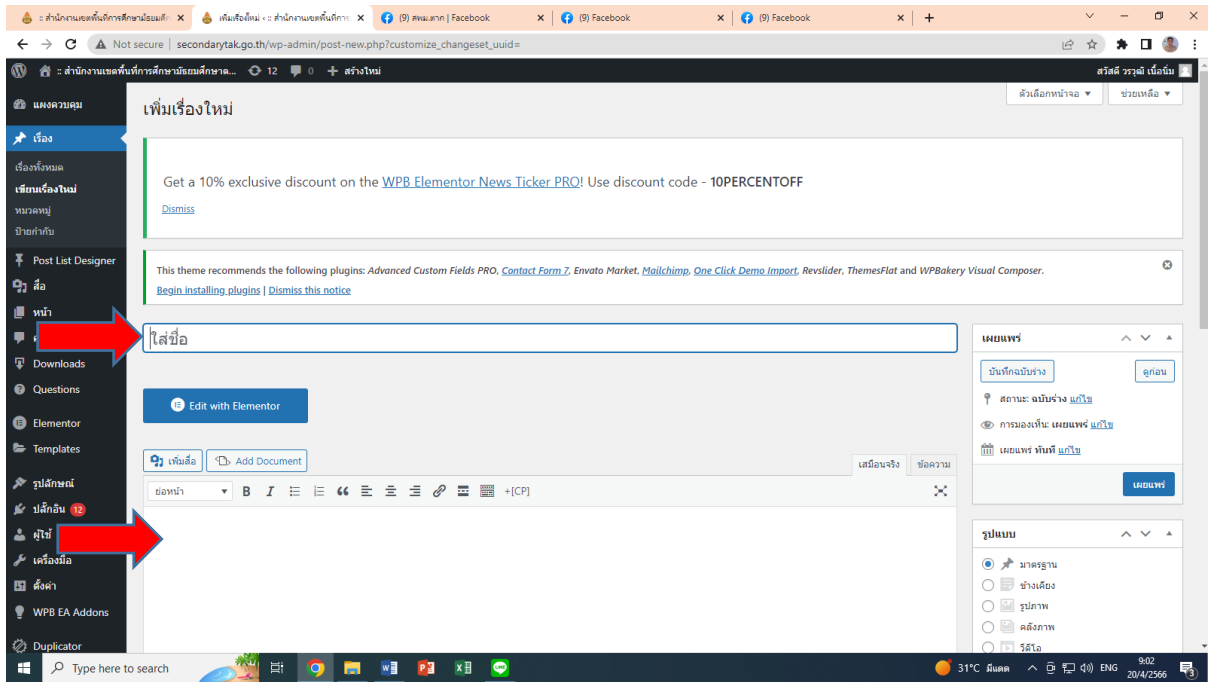 :: สำนักงานเขตพื้นที่การศึกษามัธยมศึก
เพิ่มเรื่องใหม่ ‹ :: สำนักงานเขตพื้นที่การ
(9) สพม.ตาก | Facebook
(9) Facebook
(9) Facebook
Not secure | secondarytak.go.th/wp-admin/post-new.php?customize_changeset_uuid=
:: สำนักงานเขตพื้นที่การศึกษามัธยมศึกษาต... 12 0 + สร้างใหม่
สวัสดี วรวุฒิ เนื้อนิ่ม
แผงควบคุม
เรื่อง
เรื่องทั้งหมด
เขียนเรื่องใหม่
หมวดหมู่
ป้ายกำกับ
Post List Designer
สื่อ
หน้า
Downloads
Questions
Elementor
Templates
รูปลักษณ์
ปลั๊กอิน 12
ผู้ใช้
เครื่องมือ
ตั้งค่า
WPB EA Addons
Duplicator
ตัวเลือกหน้าจอ ▼
ช่วยเหลือ ▼
เพิ่มเรื่องใหม่
Get a 10% exclusive discount on the WPB Elementor News Ticker PRO! Use discount code - 10PERCENTOFF
Dismiss
This theme recommends the following plugins: Advanced Custom Fields PRO, Contact Form 7, Envato Market, Mailchimp, One Click Demo Import, Revslider, ThemesFlat and WPBakery Visual Composer.
Begin installing plugins | Dismiss this notice
ใส่ชื่อ
Edit with Elementor
เพิ่มสื่อ
Add Document
เสมือนจริง
ข้อความ
ย่อหน้า
B I +[CP]
เผยแพร่
บันทึกฉบับร่าง
ดูก่อน
สถานะ: ฉบับร่าง แก้ไข
การมองเห็น: เผยแพร่ แก้ไข
เผยแพร่ ทันที แก้ไข
เผยแพร่
รูปแบบ
มาตรฐาน
ข้างเคียง
รูปภาพ
คลังภาพ
วีดีโอ
Type here to search
31°C มีแดด
ENG
9:02
20/4/2566
3